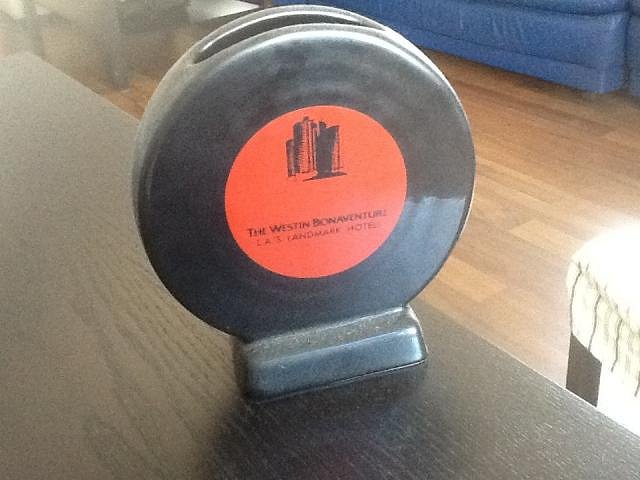 THE WESTIN BONAVENTURE
L.A.'S LANDMARK HOTEL